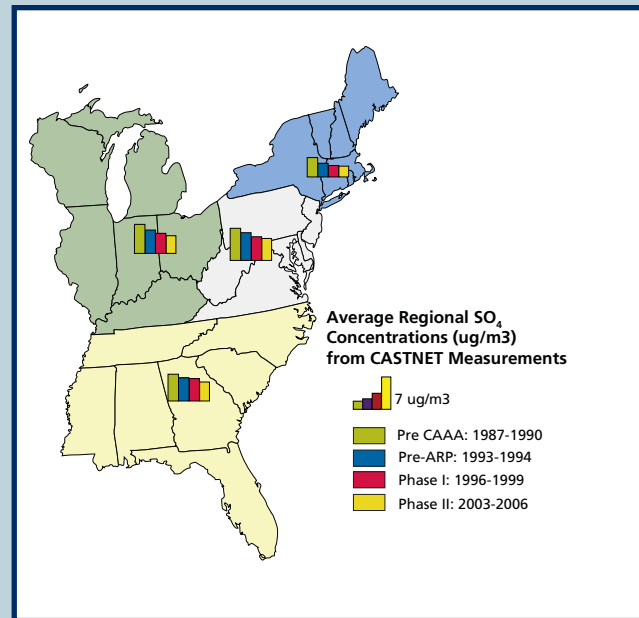 Average Regional SO₄
Concentrations (ug/m3)
from CASTNET Measurements
7 ug/m3
Pre CAAA: 1987-1990
Pre-ARP: 1993-1994
Phase I: 1996-1999
Phase II: 2003-2006